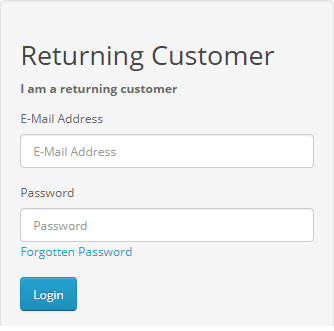 Returning Customer
I am a returning customer
E-Mail Address
E-Mail Address
Password
Password
Forgotten Password
Login